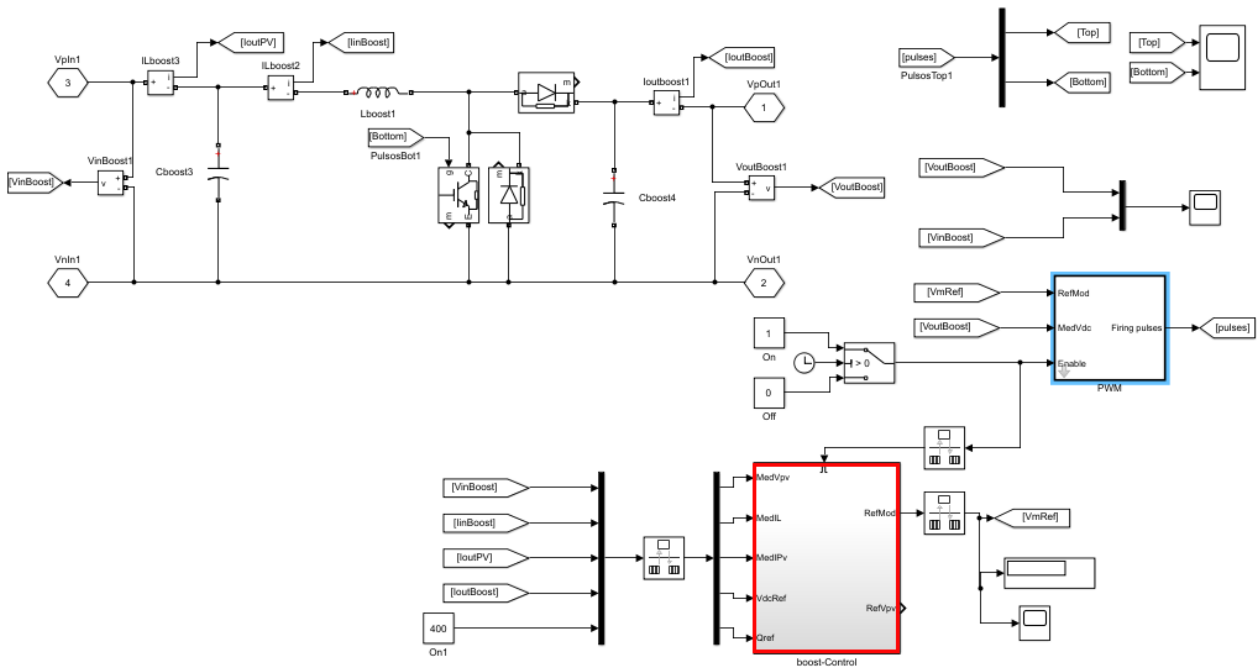 [IoutPV]
[IinBoost]
VpIn1
3
ILboost3
i
+
-
ILboost2
i
+
-
Lboost1
m
a
k
Ioutboost1
i
+
-
[IoutBoost]
VpOut1
1
[pulses]
PulsosTop1
[Top]
[Bottom]
[Top]
[Bottom]
[Bottom]
PulsosBot1
VinBoost1
[VinBoost]
v
+
-
Cboost3
g
C
m
E
m
a
Cboost4
VoutBoost1
+
-
v
[VoutBoost]
[VoutBoost]
[VinBoost]
VnIn1
4
VnOut1
2
[VmRef]
[VoutBoost]
RefMod
MedVdc
Enable
Firing pulses
[pulses]
PWM
1
On
> 0
0
Off
[VinBoost]
[IinBoost]
[IoutPV]
[IoutBoost]
400
On1
MedVpv
MedIL
MedIPv
VdcRef
Qref
RefMod
RefVpv
boost-Control
[VmRef]